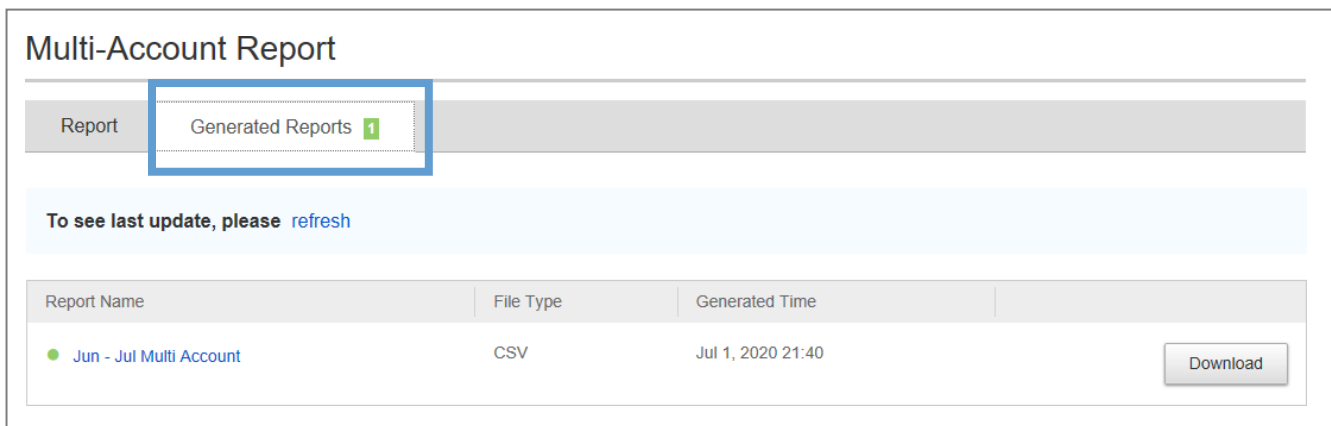 Multi-Account Report
Report Generated Reports 1
To see last update, please refresh
Report Name File Type Generated Time
Jun - Jul Multi Account CSV Jul 1, 2020 21:40 Download